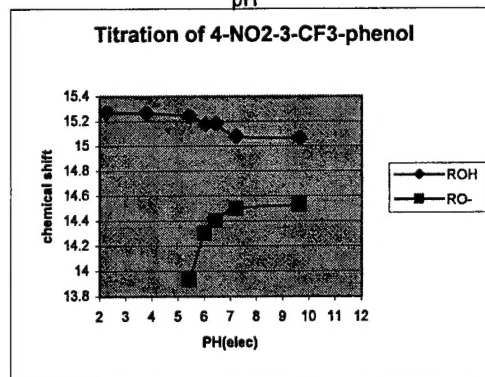 pH
Titration of 4-NO2-3-CF3-phenol
15.4
15.2
15
14.8
14.6
14.4
14.2
14
13.8
chemical shift
2 3 4 5 6 7 8 9 10 11 12
PH(elec)
ROH
RO-